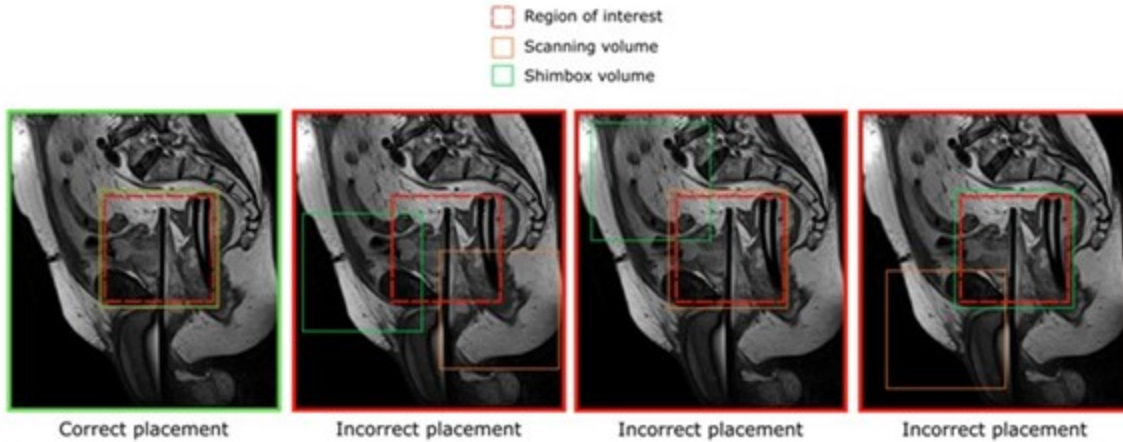 Region of interest
Scanning volume
Shimbox volume
Correct placement
Incorrect placement
Incorrect placement
Incorrect placement